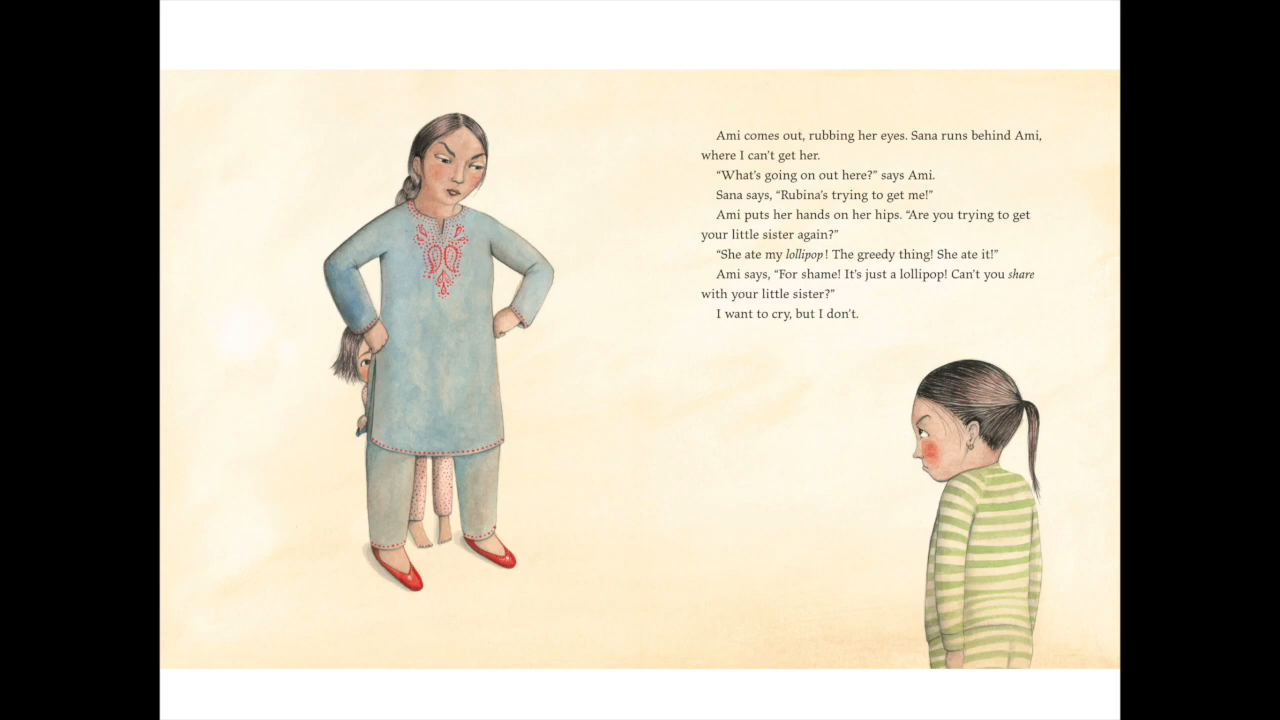 Ami comes out, rubbing her eyes. Sana runs behind Ami,
where I can’t get her.
“What’s going on out here?” says Ami.
Sana says, “Rubina’s trying to get me!”
Ami puts her hands on her hips. “Are you trying to get
your little sister again?”
“She ate my lollipop! The greedy thing! She ate it!”
Ami says, “For shame! It’s just a lollipop! Can’t you share
with your little sister?”
I want to cry, but I don’t.